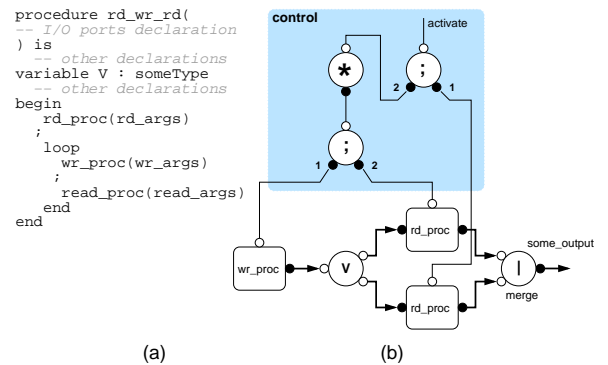 procedure rd_wr_rd(
-- I/O ports declaration
) is
-- other declarations
variable V : someType
-- other declarations
begin
rd_proc(rd_args)
;
loop
wr_proc(wr_args)
;
read_proc(read_args)
end
end
(a)
control
activate
*
;
2
1
;
1
2
rd_proc
some_output
wr_proc
V
|
rd_proc
merge
(b)